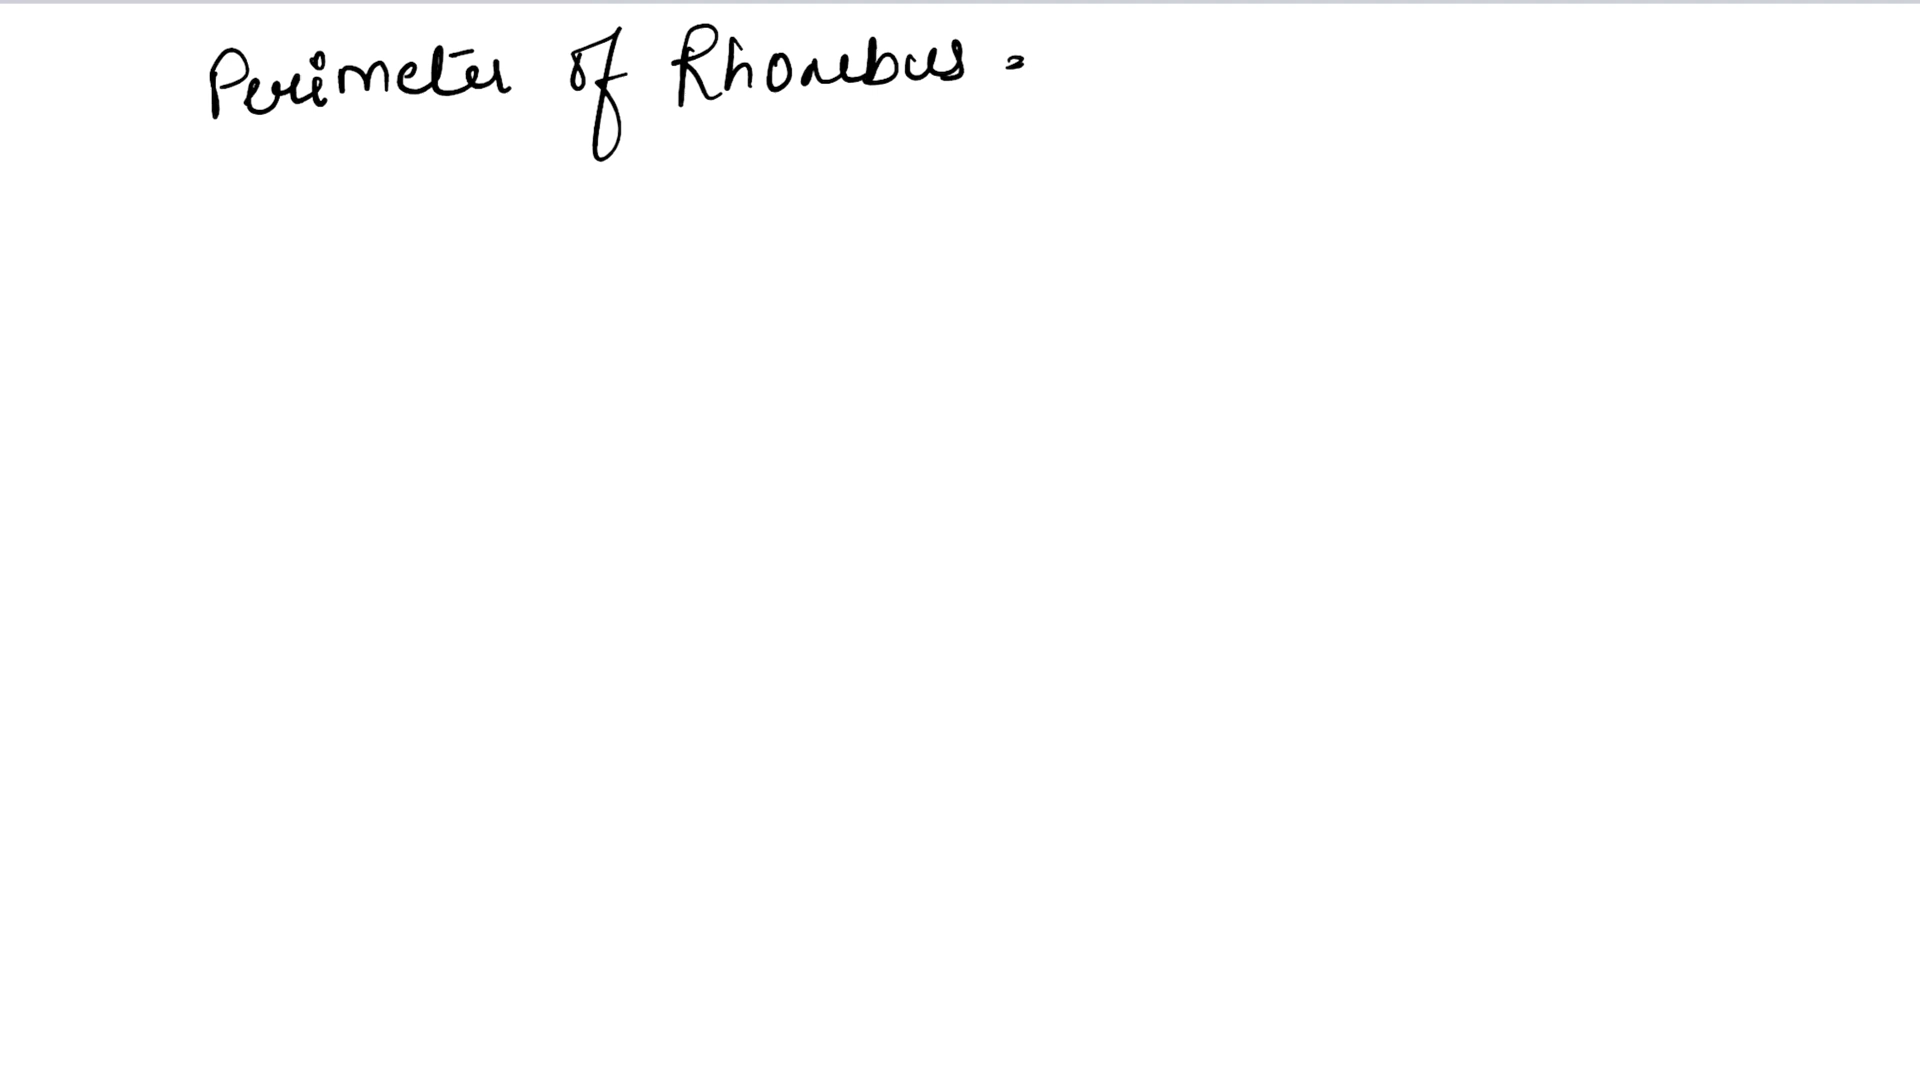 Perimeter of Rhombus =